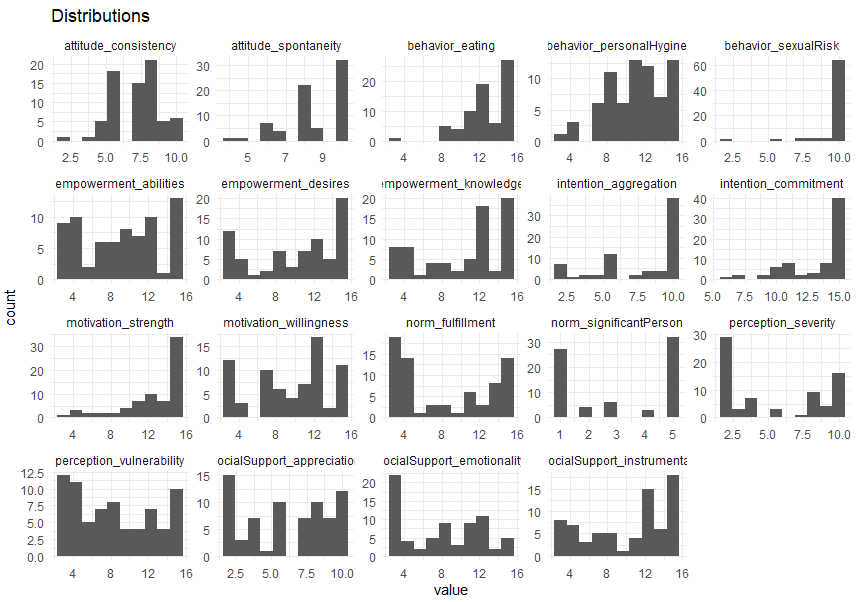 Distributions
attitude_consistency attitude_spontaneity behavior_eating behavior_personalHygine behavior_sexualRisk
20 15 10 5 0 30 20 10 0 20 10 0 10 5 0 60 40 20 0
2.5 5.0 7.5 10.0 5 7 9 4 8 12 16 4 8 12 16 2.5 5.0 7.5 10.0
empowerment_abilities empowerment_desires empowerment_knowledge intention_aggregation intention_commitment
10 5 0 20 15 10 5 0 20 15 10 5 0 30 20 10 0 40 30 20 10 0
4 8 12 16 4 8 12 16 4 8 12 16 2.5 5.0 7.5 10.0 5.0 7.5 10.0 12.5 15.0
motivation_strength motivation_willingness norm_fulfillment norm_significantPerson perception_severity
30 20 10 0 15 10 5 0 15 10 5 0 30 20 10 0 30 20 10 0
4 8 12 16 4 8 12 16 4 8 12 16 1 2 3 4 5 2.5 5.0 7.5 10.0
perception_vulnerability ocialSupport_appreciatio ocialSupport_emotionality ocialSupport_instrumenta
12.5 10.0 7.5 5.0 2.5 0.0 15 10 5 0 20 15 10 5 0 15 10 5 0
4 8 12 16 2.5 5.0 7.5 10.0 4 8 12 16 4 8 12 16
count
value